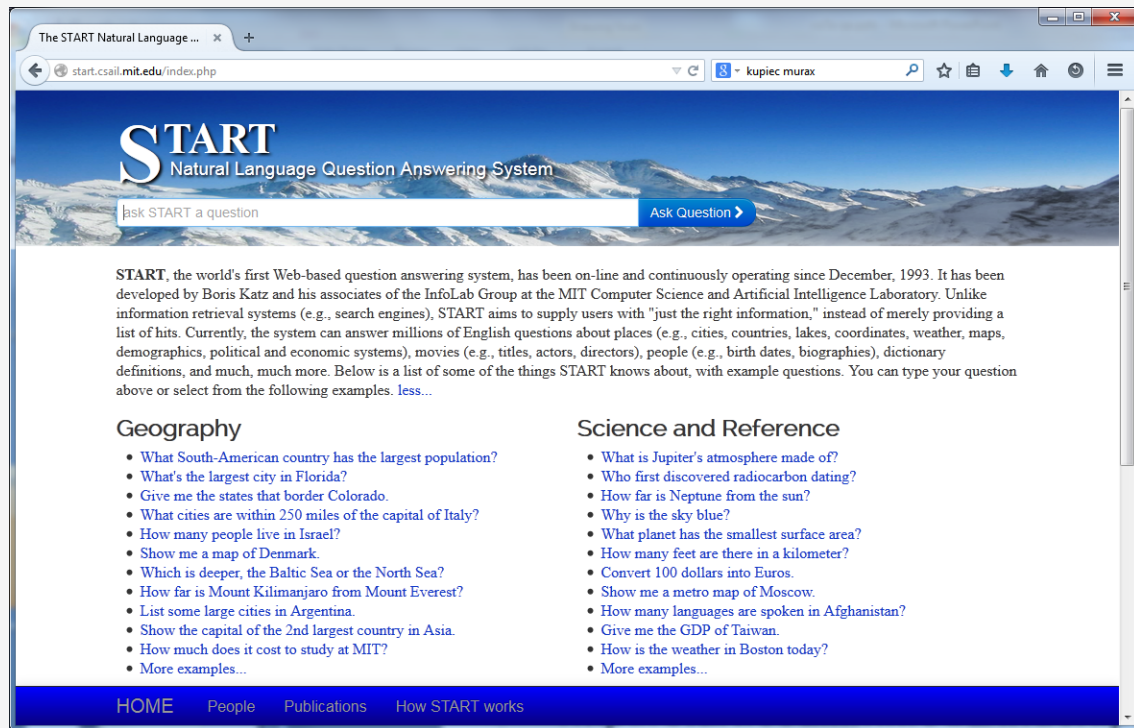 The START Natural Language ...
start.csail.mit.edu/index.php
kupiec murax
START
Natural Language Question Answering System
ask START a question
Ask Question
START, the world's first Web-based question answering system, has been on-line and continuously operating since December, 1993. It has been
developed by Boris Katz and his associates of the InfoLab Group at the MIT Computer Science and Artificial Intelligence Laboratory. Unlike
information retrieval systems (e.g., search engines), START aims to supply users with "just the right information," instead of merely providing a
list of hits. Currently, the system can answer millions of English questions about places (e.g., cities, countries, lakes, coordinates, weather, maps,
demographics, political and economic systems), movies (e.g., titles, actors, directors), people (e.g., birth dates, biographies), dictionary
definitions, and much, much more. Below is a list of some of the things START knows about, with example questions. You can type your question
above or select from the following examples. less...
Geography
What South-American country has the largest population?
What's the largest city in Florida?
Give me the states that border Colorado.
What cities are within 250 miles of the capital of Italy?
How many people live in Israel?
Show me a map of Denmark.
Which is deeper, the Baltic Sea or the North Sea?
How far is Mount Kilimanjaro from Mount Everest?
List some large cities in Argentina.
Show the capital of the 2nd largest country in Asia.
How much does it cost to study at MIT?
More examples...
Science and Reference
What is Jupiter's atmosphere made of?
Who first discovered radiocarbon dating?
How far is Neptune from the sun?
Why is the sky blue?
What planet has the smallest surface area?
How many feet are there in a kilometer?
Convert 100 dollars into Euros.
Show me a metro map of Moscow.
How many languages are spoken in Afghanistan?
Give me the GDP of Taiwan.
How is the weather in Boston today?
More examples...
HOME People Publications How START works